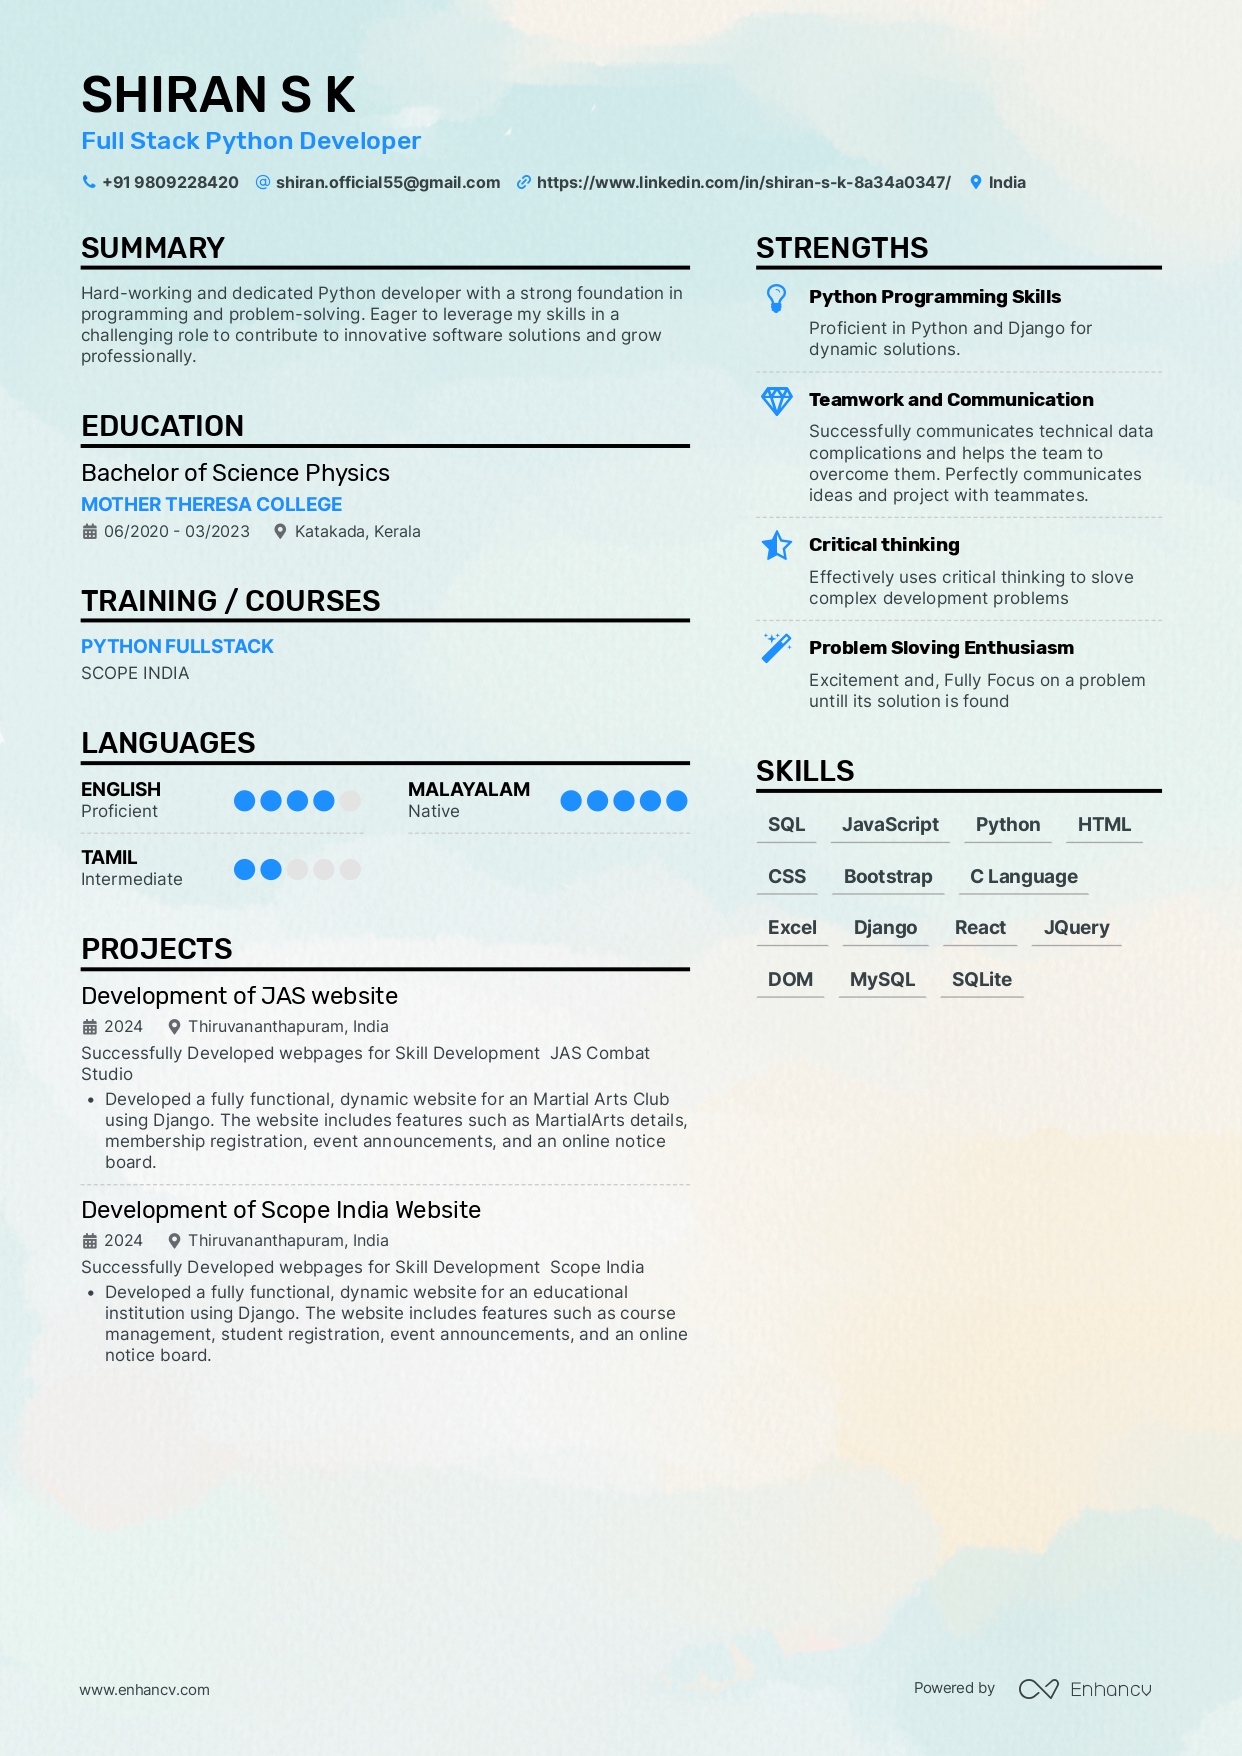 SHIRAN S K
Full Stack Python Developer
+91 9809228420 @ shiran.official55@gmail.com https://www.linkedin.com/in/shiran-s-k-8a34a0347/ India
SUMMARY
Hard-working and dedicated Python developer with a strong foundation in
programming and problem-solving. Eager to leverage my skills in a
challenging role to contribute to innovative software solutions and grow
professionally.
EDUCATION
Bachelor of Science Physics
MOTHER THERESA COLLEGE
06/2020 - 03/2023 Katakada, Kerala
TRAINING / COURSES
PYTHON FULLSTACK
SCOPE INDIA
LANGUAGES
ENGLISH
Proficient
MALAYALAM
Native
TAMIL
Intermediate
PROJECTS
Development of JAS website
2024 Thiruvananthapuram, India
Successfully Developed webpages for Skill Development  JAS Combat
Studio
• Developed a fully functional, dynamic website for an Martial Arts Club
using Django. The website includes features such as MartialArts details,
membership registration, event announcements, and an online notice
board.
Development of Scope India Website
2024 Thiruvananthapuram, India
Successfully Developed webpages for Skill Development  Scope India
• Developed a fully functional, dynamic website for an educational
institution using Django. The website includes features such as course
management, student registration, event announcements, and an online
notice board.
STRENGTHS
Python Programming Skills
Proficient in Python and Django for
dynamic solutions.
Teamwork and Communication
Successfully communicates technical data
complications and helps the team to
overcome them. Perfectly communicates
ideas and project with teammates.
Critical thinking
Effectively uses critical thinking to slove
complex development problems
Problem Sloving Enthusiasm
Excitement and, Fully Focus on a problem
untill its solution is found
SKILLS
SQL JavaScript Python HTML
CSS Bootstrap C Language
Excel Django React JQuery
DOM MySQL SQLite
www.enhancv.com
Powered by Enhancv